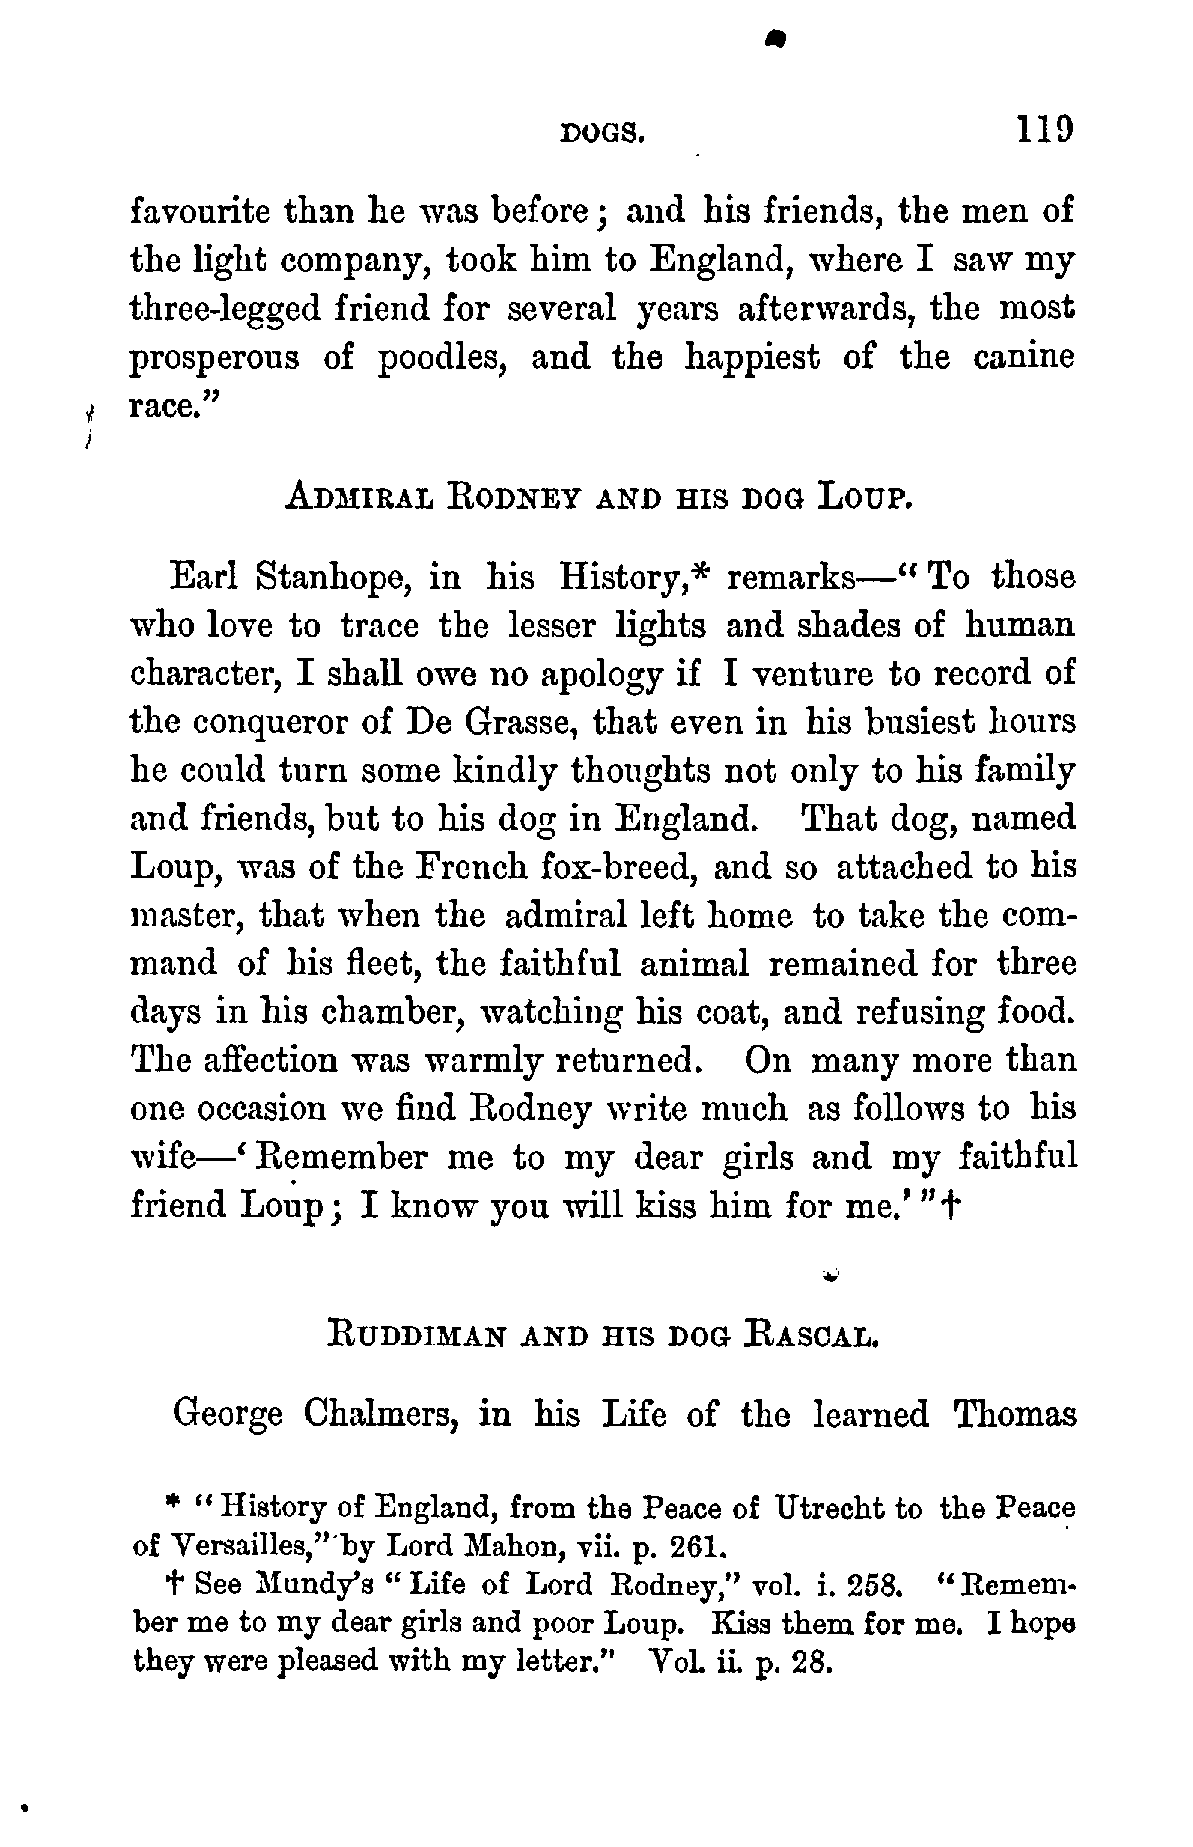 DOGS. 119
favourite than he was before; and his friends, the men of
the light company, took him to England, where I saw my
three-legged friend for several years afterwards, the most
prosperous of poodles, and the happiest of the canine
race.”
ADMIRAL RODNEY AND HIS DOG LOUP.
Earl Stanhope, in his History,* remarks—“To those
who love to trace the lesser lights and shades of human
character, I shall owe no apology if I venture to record of
the conqueror of De Grasse, that even in his busiest hours
he could turn some kindly thoughts not only to his family
and friends, but to his dog in England. That dog, named
Loup, was of the French fox-breed, and so attached to his
master, that when the admiral left home to take the com-
mand of his fleet, the faithful animal remained for three
days in his chamber, watching his coat, and refusing food.
The affection was warmly returned. On many more than
one occasion we find Rodney write much as follows to his
wife—‘Remember me to my dear girls and my faithful
friend Loup; I know you will kiss him for me.’”†
RUDDIMAN AND HIS DOG RASCAL.
George Chalmers, in his Life of the learned Thomas
* “History of England, from the Peace of Utrecht to the Peace
of Versailles,” by Lord Mahon, vii. p. 261.
† See Mundy's “Life of Lord Rodney,” vol. i. 258. “Remem-
ber me to my dear girls and poor Loup. Kiss them for me. I hope
they were pleased with my letter.” Vol. ii. p. 28.